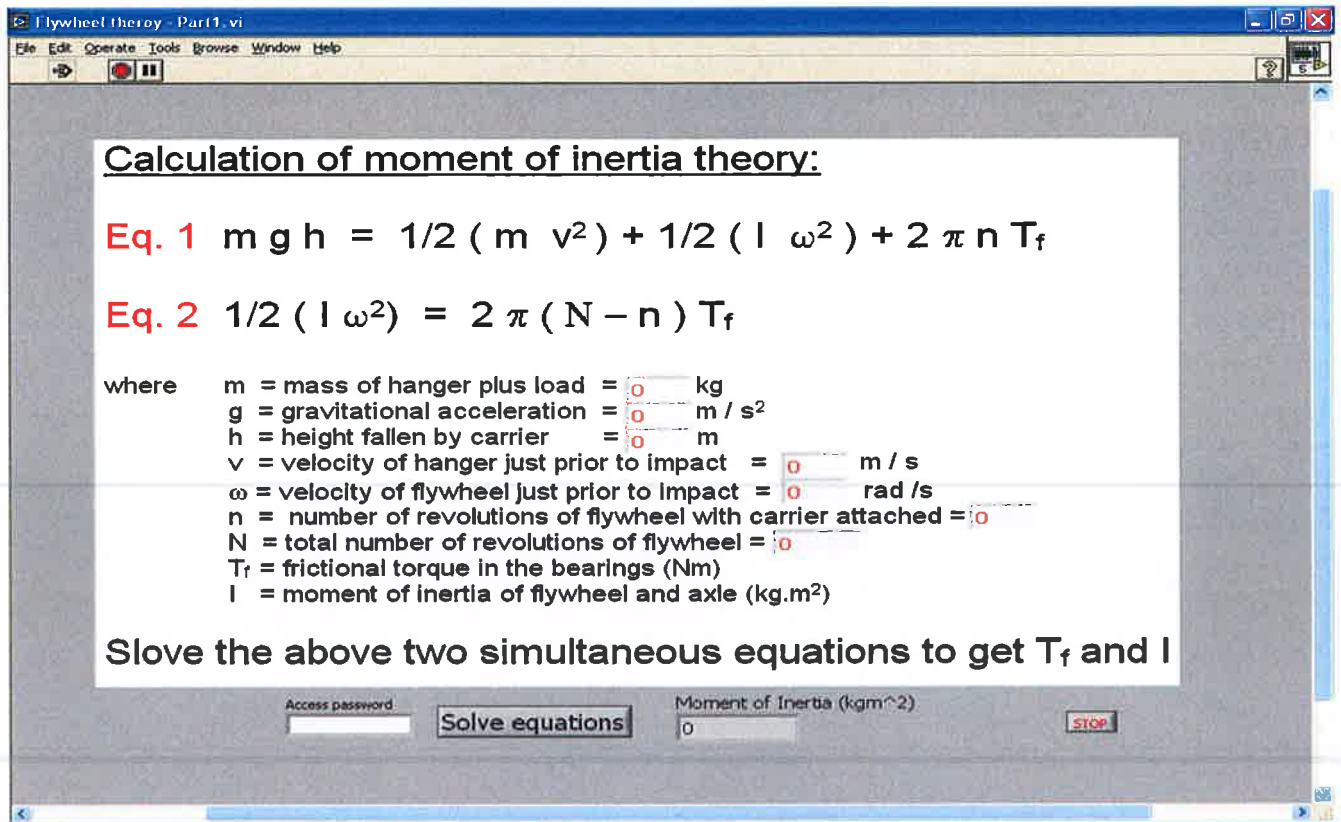 Flywheel theroy - Part1.vi
File Edit Operate Tools Browse Window Help
5
Calculation of moment of inertia theory:
Eq. 1 m g h = 1/2 ( m v² ) + 1/2 ( I ω² ) + 2 π n Tf
Eq. 2 1/2 ( I ω²) = 2 π ( N – n ) Tf
where m = mass of hanger plus load = 0 kg
g = gravitational acceleration = 0 m / s²
h = height fallen by carrier = 0 m
v = velocity of hanger just prior to impact = 0 m / s
ω = velocity of flywheel just prior to impact = 0 rad /s
n = number of revolutions of flywheel with carrier attached = 0
N = total number of revolutions of flywheel = 0
Tf = frictional torque in the bearings (Nm)
I = moment of inertia of flywheel and axle (kg.m²)
Slove the above two simultaneous equations to get Tf and I
Access password
Solve equations
Moment of Inertia (kgm^2)
0
STOP